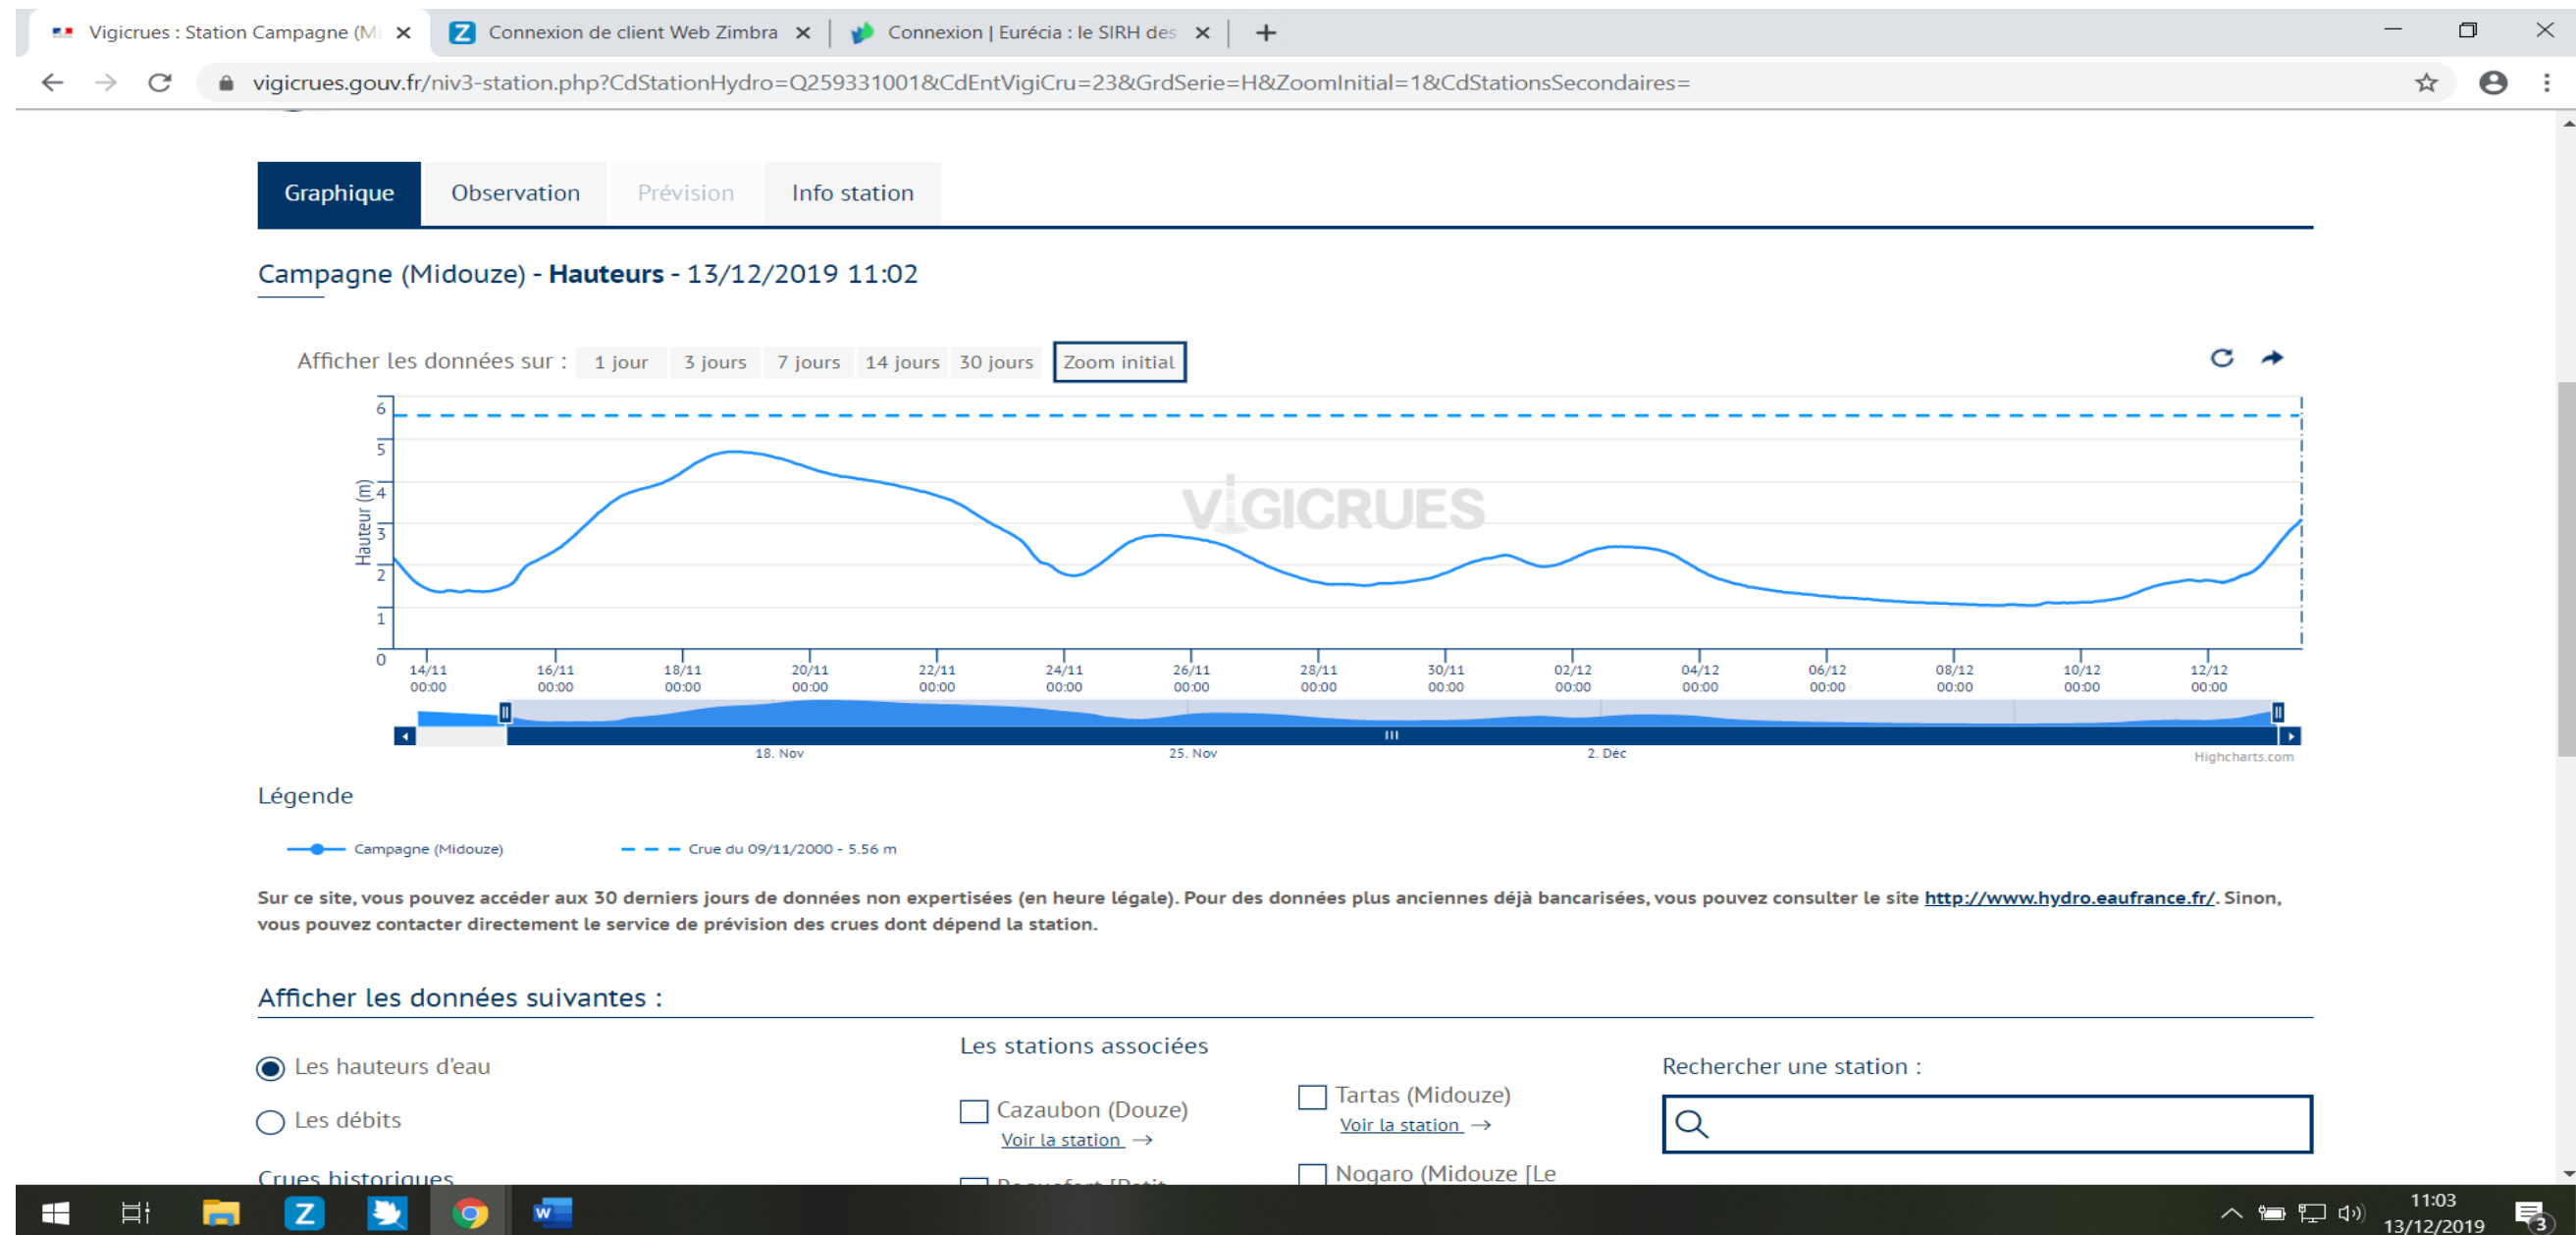 Vigicrues : Station Campagne (Mi
Connexion de client Web Zimbra
Connexion | Eurécia : le SIRH des
vigicrues.gouv.fr/niv3-station.php?CdStationHydro=Q259331001&CdEntVigiCru=23&GrdSerie=H&ZoomInitial=1&CdStationsSecondaires=
Graphique Observation Prévision Info station
Campagne (Midouze) - Hauteurs - 13/12/2019 11:02
Afficher les données sur : 1 jour 3 jours 7 jours 14 jours 30 jours Zoom initial
Hauteur (m)
6
5
4
3
2
1
0
VIGICRUES
14/11 16/11 18/11 20/11 22/11 24/11 26/11 28/11 30/11 02/12 04/12 06/12 08/12 10/12 12/12
00:00 00:00 00:00 00:00 00:00 00:00 00:00 00:00 00:00 00:00 00:00 00:00 00:00 00:00 00:00
18. Nov 25. Nov 2. Déc
Highcharts.com
Légende
Campagne (Midouze) Crue du 09/11/2000 - 5.56 m
Sur ce site, vous pouvez accéder aux 30 derniers jours de données non expertisées (en heure légale). Pour des données plus anciennes déjà bancarisées, vous pouvez consulter le site http://www.hydro.eaufrance.fr/. Sinon,
vous pouvez contacter directement le service de prévision des crues dont dépend la station.
Afficher les données suivantes :
Les hauteurs d'eau
Les débits
Crues historiques
Les stations associées
Cazaubon (Douze)
Voir la station →
Roquefort [Petit
Tartas (Midouze)
Voir la station →
Nogaro (Midouze [Le
Rechercher une station :
11:03
13/12/2019
3